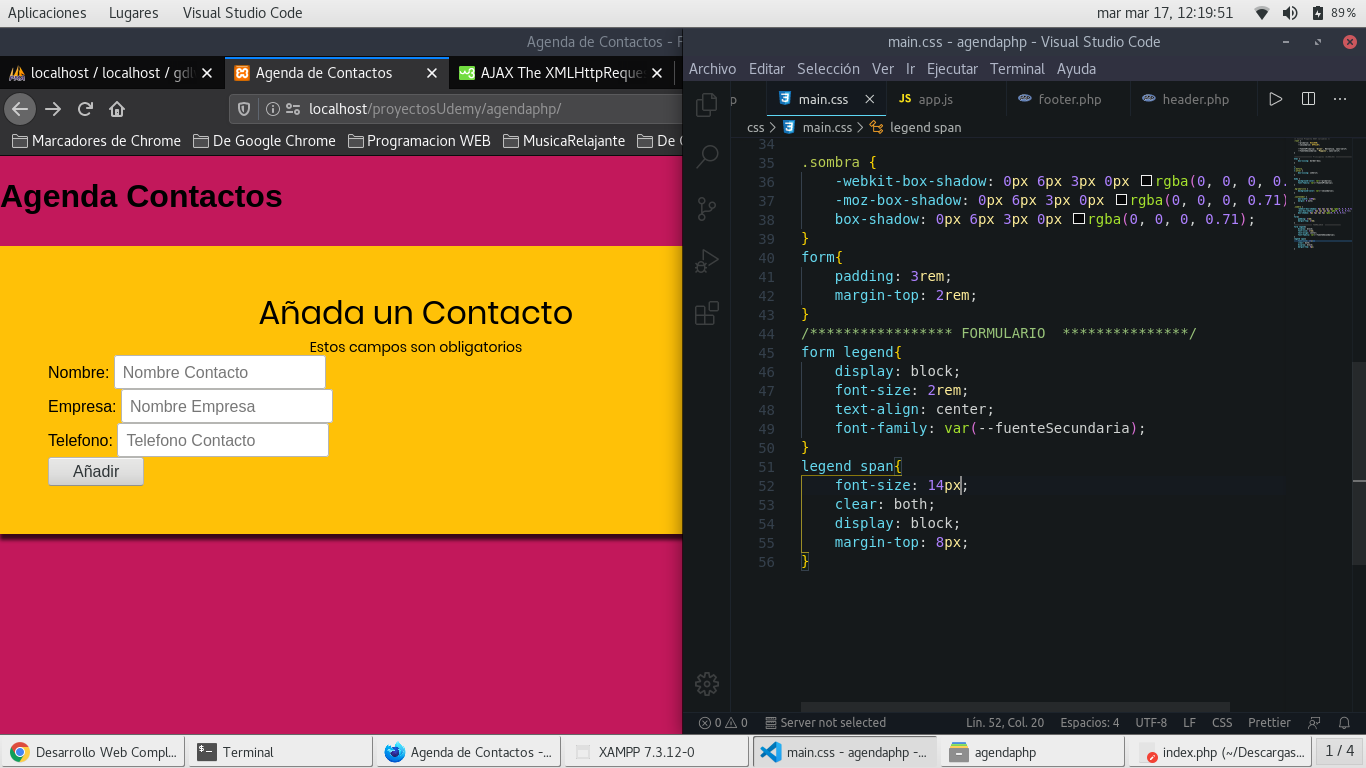 Aplicaciones Lugares Visual Studio Code mar mar 17, 12:19:51 89%
Agenda de Contactos - F
localhost / localhost / gdl
Agenda de Contactos
AJAX The XMLHttpReques
localhost/proyectosUdemy/agendaphp/
Marcadores de Chrome De Google Chrome Programacion WEB MusicaRelajante De G
Agenda Contactos
Añada un Contacto
Estos campos son obligatorios
Nombre: Nombre Contacto
Empresa: Nombre Empresa
Telefono: Telefono Contacto
Añadir
main.css - agendaphp - Visual Studio Code
Archivo Editar Selección Ver Ir Ejecutar Terminal Ayuda
p main.css JS app.js footer.php header.php
css > main.css > legend span
34
35 .sombra {
36 -webkit-box-shadow: 0px 6px 3px 0px rgba(0, 0, 0, 0.
37 -moz-box-shadow: 0px 6px 3px 0px rgba(0, 0, 0, 0.71)
38 box-shadow: 0px 6px 3px 0px rgba(0, 0, 0, 0.71);
39 }
40 form{
41 padding: 3rem;
42 margin-top: 2rem;
43 }
44 /***************** FORMULARIO ***************/
45 form legend{
46 display: block;
47 font-size: 2rem;
48 text-align: center;
49 font-family: var(--fuenteSecundaria);
50 }
51 legend span{
52 font-size: 14px;
53 clear: both;
54 display: block;
55 margin-top: 8px;
56 }
0 0 Server not selected Lín. 52, Col. 20 Espacios: 4 UTF-8 LF CSS Prettier
Desarrollo Web Compl... Terminal Agenda de Contactos -... XAMPP 7.3.12-0 main.css - agendaphp -... agendaphp index.php (~/Descargas... 1 / 4